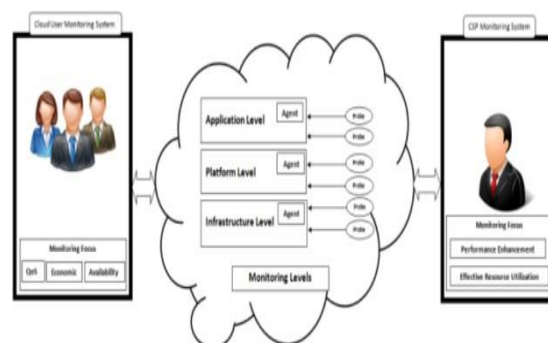 Cloud User Monitoring System
Monitoring Focus
QoS Economic Availability
Application Level Agent
Probe
Probe
Platform Level Agent
Probe
Probe
Infrastructure Level Agent
Probe
Probe
Monitoring Levels
CSP Monitoring System
Monitoring Focus
Performance Enhancement
Effective Resource Utilization